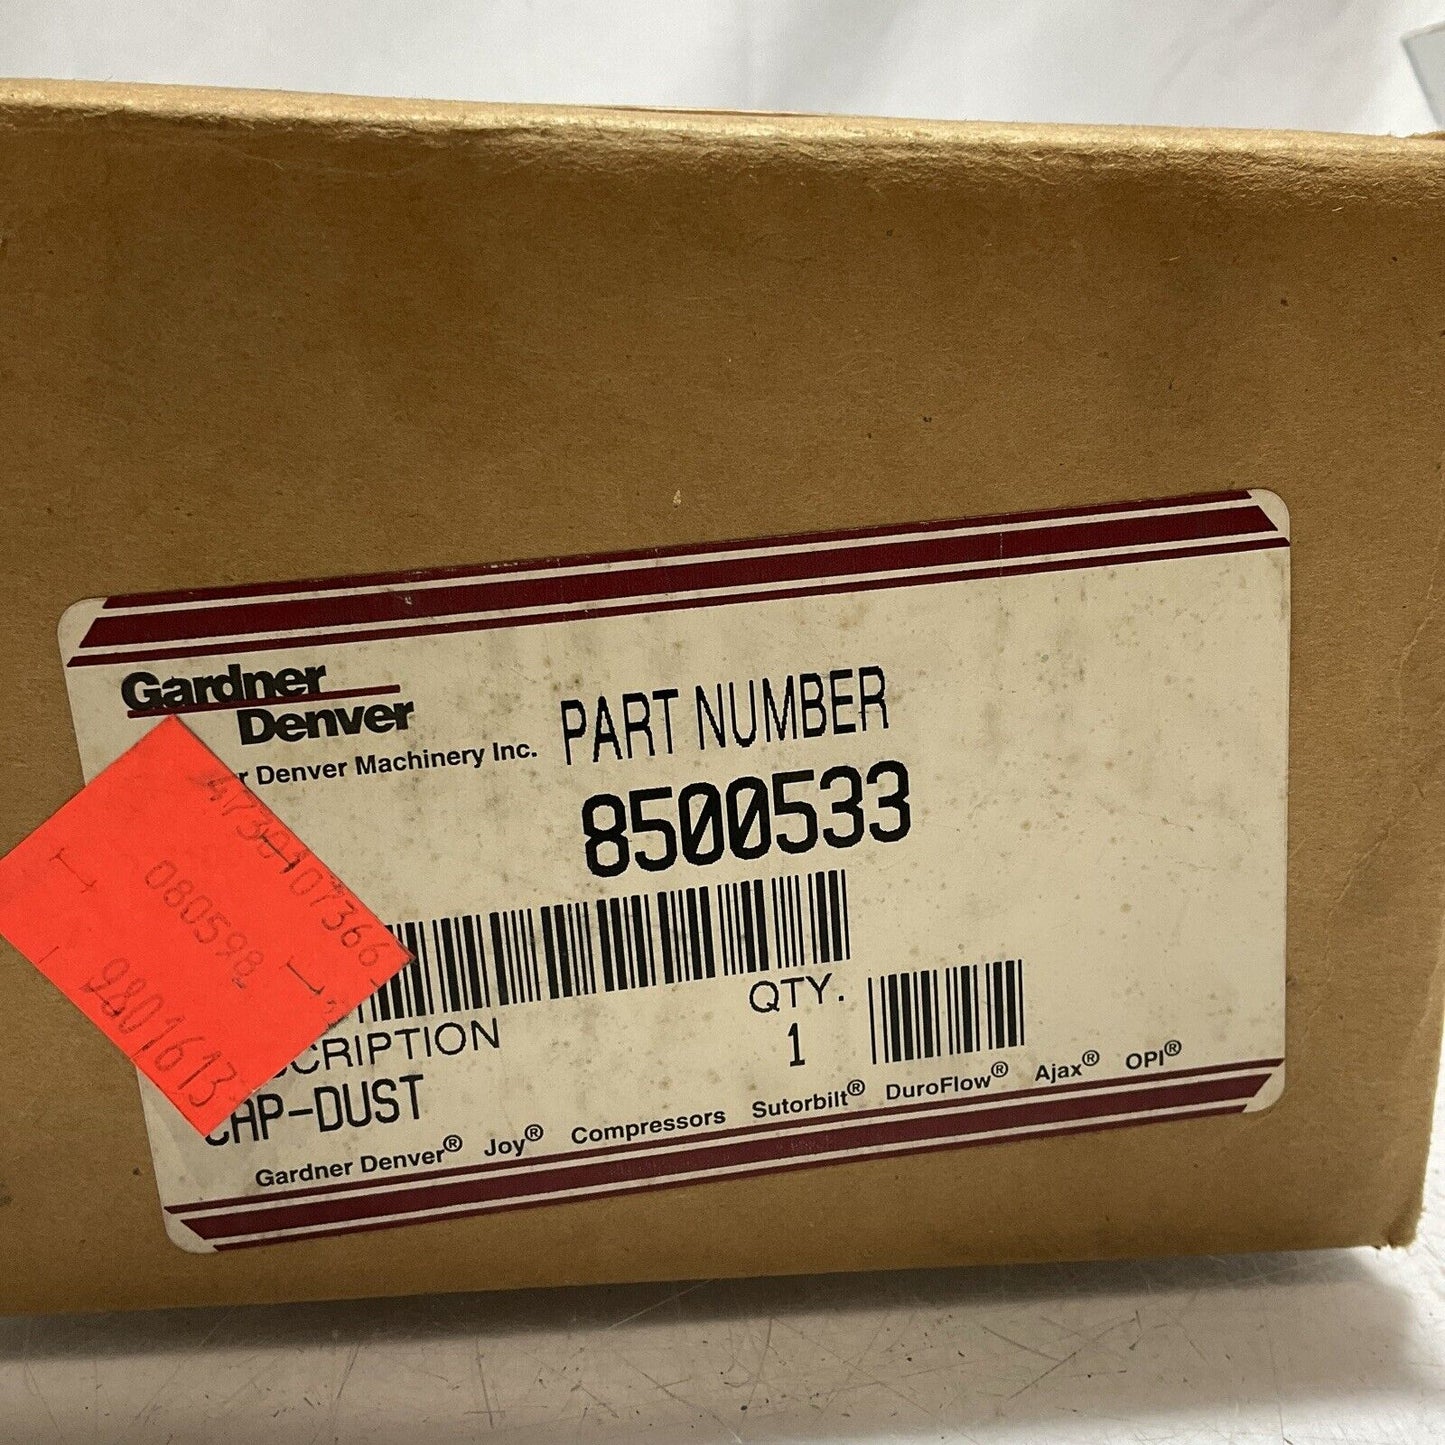 Gardner
Denver
Denver Machinery Inc.
PART NUMBER
8500533
QTY.
1
CAP-DUST
Gardner Denver® Joy® Compressors Sutorbilt® DuroFlow® Ajax® OPI®
080598
9801613